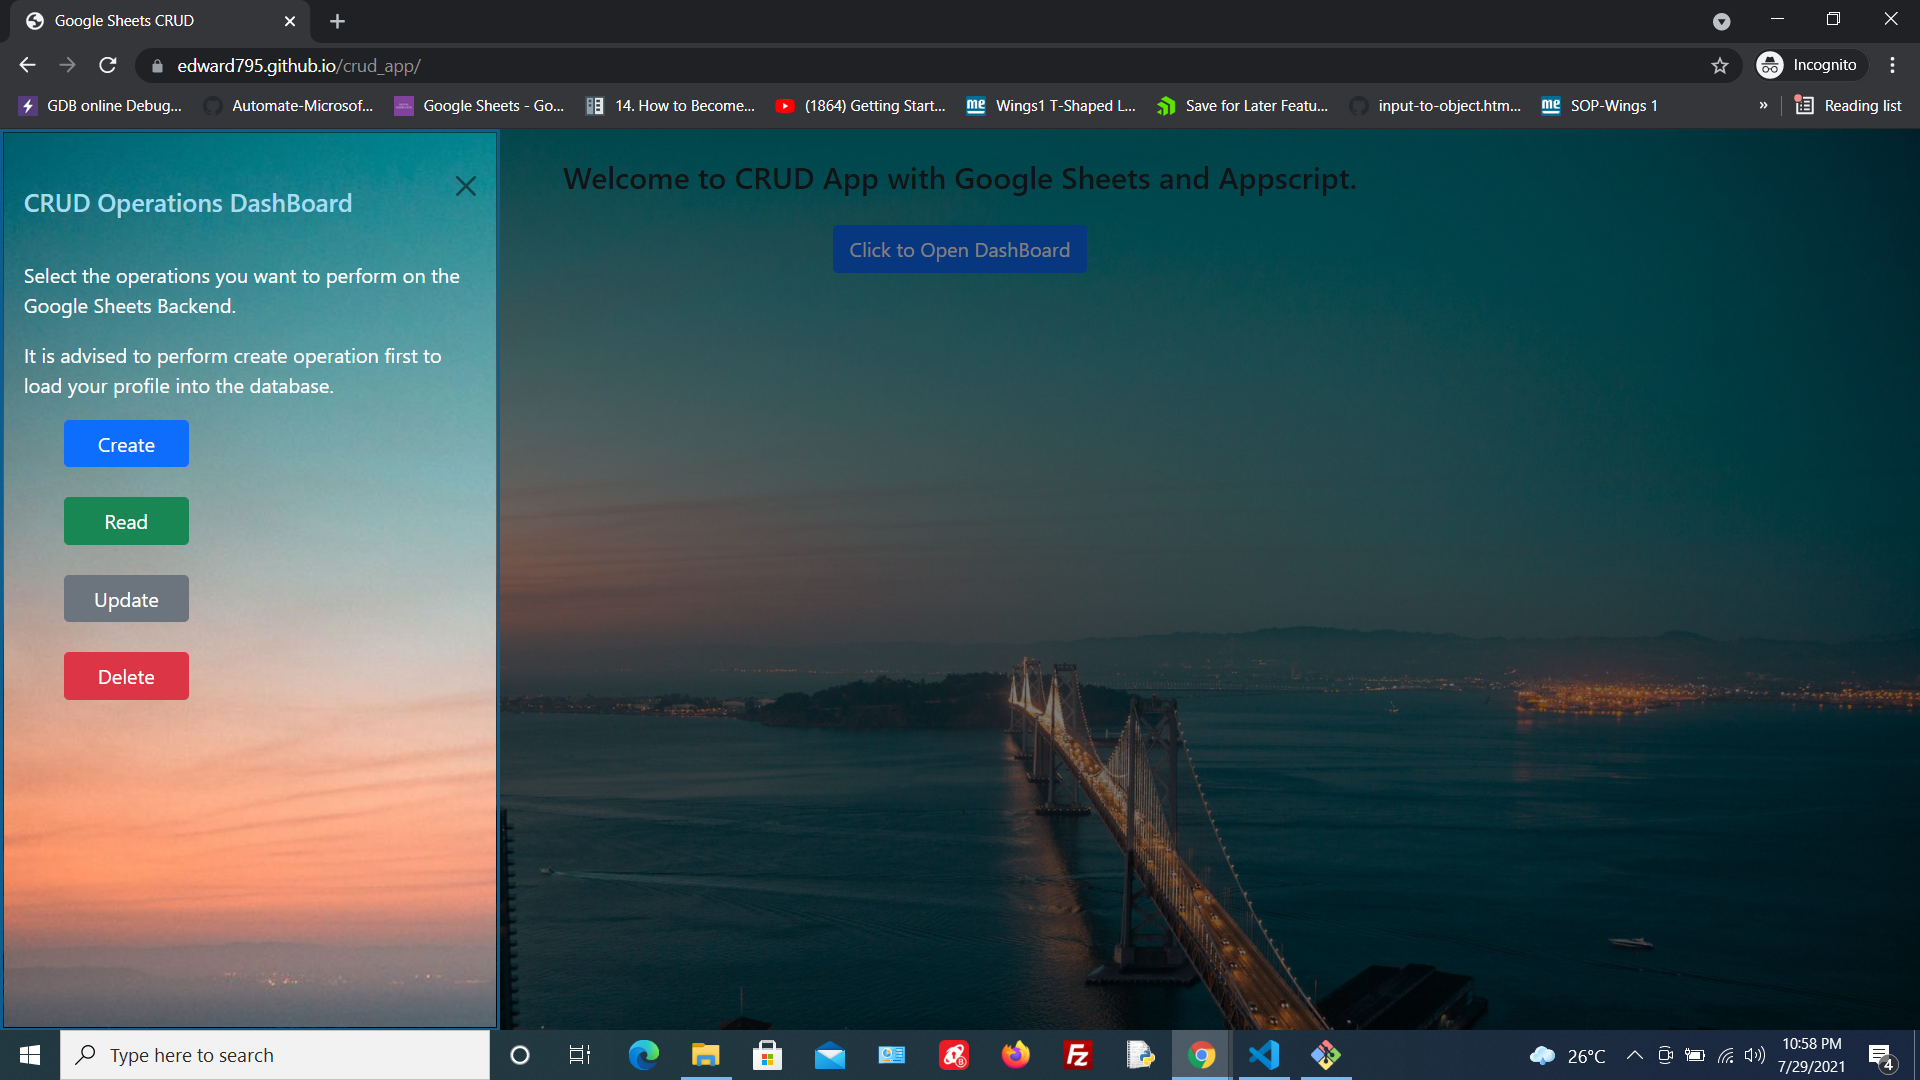 Google Sheets CRUD
edward795.github.io/crud_app/
Incognito
GDB online Debug...
Automate-Microsof...
Google Sheets - Go...
14. How to Become...
(1864) Getting Start...
Wings1 T-Shaped L...
Save for Later Featu...
input-to-object.htm...
SOP-Wings 1
»
Reading list
CRUD Operations DashBoard
Select the operations you want to perform on the
Google Sheets Backend.
It is advised to perform create operation first to
load your profile into the database.
Create
Read
Update
Delete
Welcome to CRUD App with Google Sheets and Appscript.
Click to Open DashBoard
Type here to search
26°C
10:58 PM
7/29/2021
4